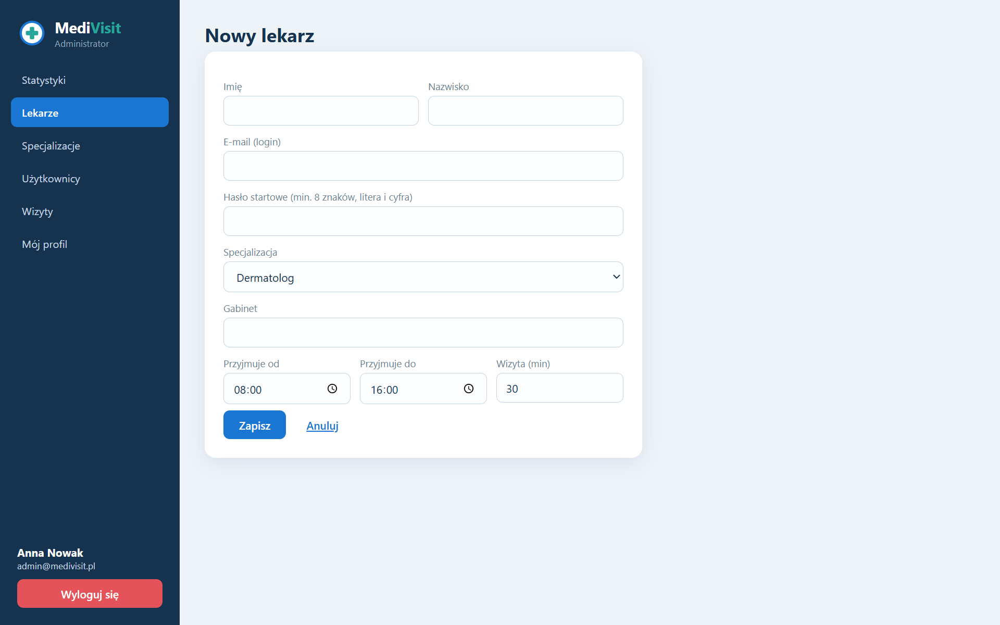 MediVisit
Administrator
Statystyki
Lekarze
Specjalizacje
Użytkownicy
Wizyty
Mój profil
Anna Nowak
admin@medivisit.pl
Wyloguj się
Nowy lekarz
Imię Nazwisko
E-mail (login)
Hasło startowe (min. 8 znaków, litera i cyfra)
Specjalizacja
Dermatolog
Gabinet
Przyjmuje od Przyjmuje do Wizyta (min)
08:00 16:00 30
Zapisz Anuluj